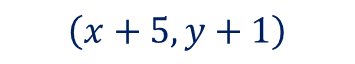 (x + 5, y + 1)